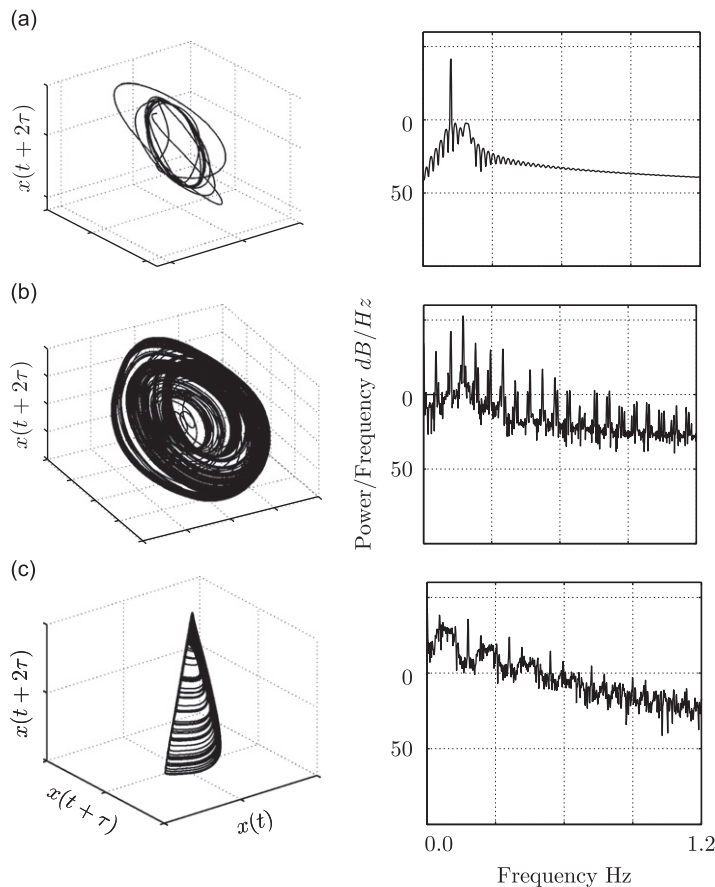 (a)
x(t + 2τ)
0
50
(b)
x(t + 2τ)
Power/Frequency dB/Hz
0
50
(c)
x(t + 2τ)
x(t + τ)
x(t)
0
50
0.0 1.2
Frequency Hz